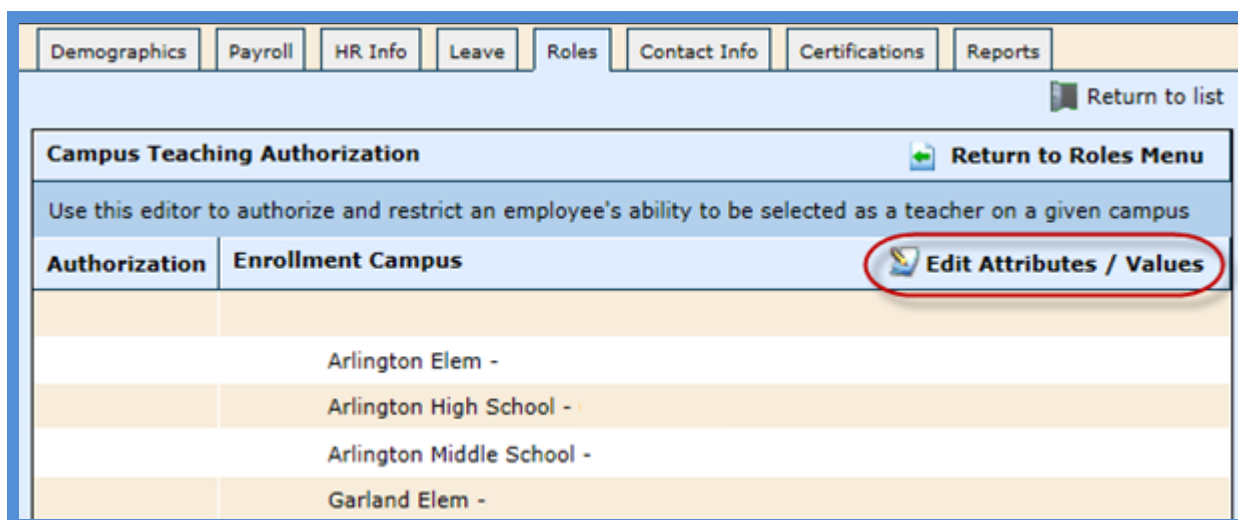 Demographics Payroll HR Info Leave Roles Contact Info Certifications Reports
Return to list
Campus Teaching Authorization Return to Roles Menu
Use this editor to authorize and restrict an employee's ability to be selected as a teacher on a given campus
Authorization Enrollment Campus Edit Attributes / Values
Arlington Elem -
Arlington High School -
Arlington Middle School -
Garland Elem -